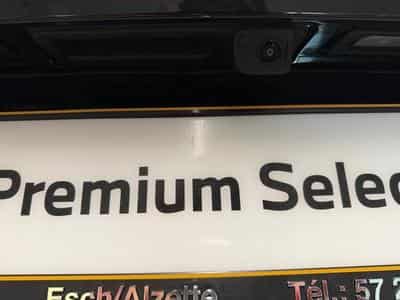 Premium Selec
Esch/Alzette Tél.: 57 2